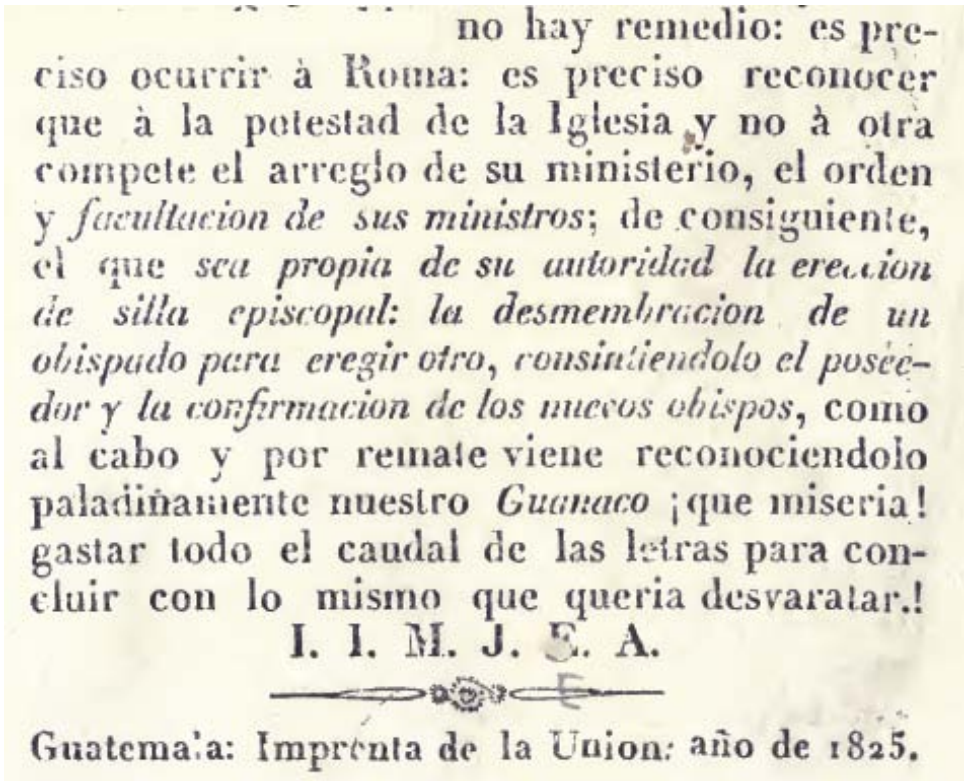 no hay remedio: es pre-
ciso ocurrir à Roma: es preciso reconocer
que à la potestad de la Iglesia y no à otra
compete el arreglo de su ministerio, el orden
y facultacion de sus ministros; de consiguiente,
el que sea propia de su autoridad la ereccion
de silla episcopal: la desmembracion de un
obispado para eregir otro, consintiendolo el poseé-
dor y la confirmacion de los nuevos obispos, como
al cabo y por remate viene reconociendolo
paladiñamente nuestro Guanaco ¡que miseria!
gastar todo el caudal de las letras para con-
cluir con lo mismo que queria desvaratar.!
I. I. M. J. E. A.
E
Guatemala: Imprenta de la Union: año de 1825.